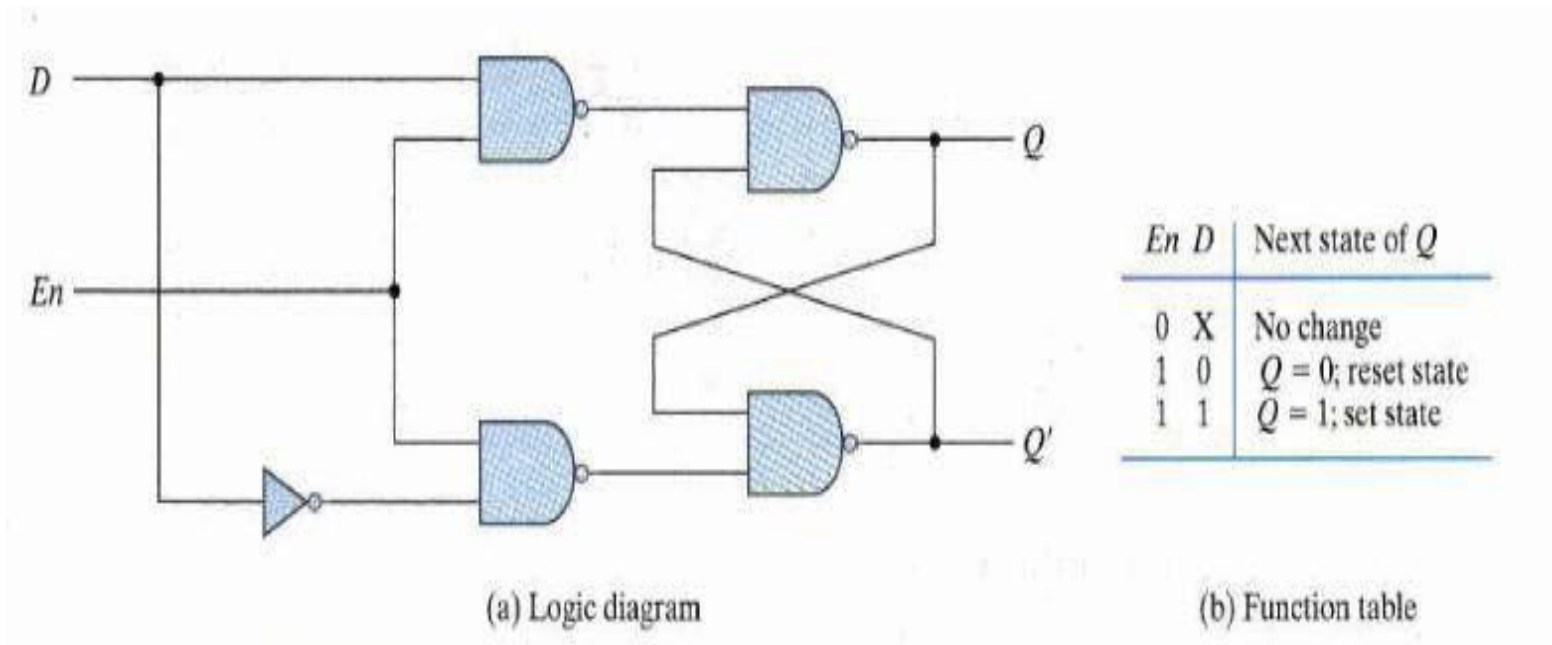 D
En
Q
Q'
En D Next state of Q
0 X No change
1 0 Q = 0; reset state
1 1 Q = 1; set state
(a) Logic diagram
(b) Function table